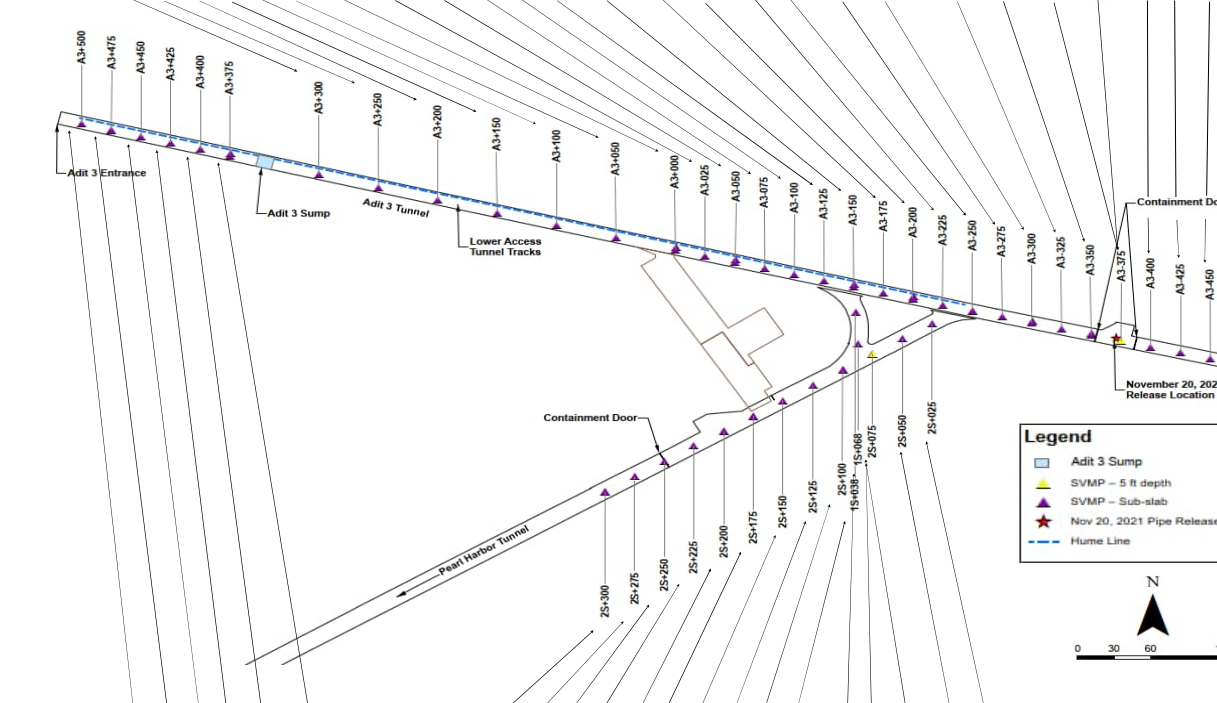 A3+500
A3+475
A3+450
A3+425
A3+400
A3+375
A3+300
A3+250
A3+200
A3+150
A3+100
A3+050
A3+000
A3-025
A3-050
A3-075
A3-100
A3-125
A3-150
A3-175
A3-200
A3-225
A3-250
A3-275
A3-300
A3-325
A3-350
A3-375
A3-400
A3-425
A3-450
Adit 3 Entrance
Adit 3 Sump
Adit 3 Tunnel
Lower Access
Tunnel Tracks
Containment Do
November 20, 202
Release Location
Containment Door
Pearl Harbor Tunnel
2S+300
2S+275
2S+250
2S+225
2S+200
2S+175
2S+150
2S+125
2S+100
1S+038
1S+068
2S+075
2S+050
2S+025
Legend
Adit 3 Sump
SVMP – 5 ft depth
SVMP – Sub-slab
Nov 20, 2021 Pipe Release
Hume Line
N
0 30 60